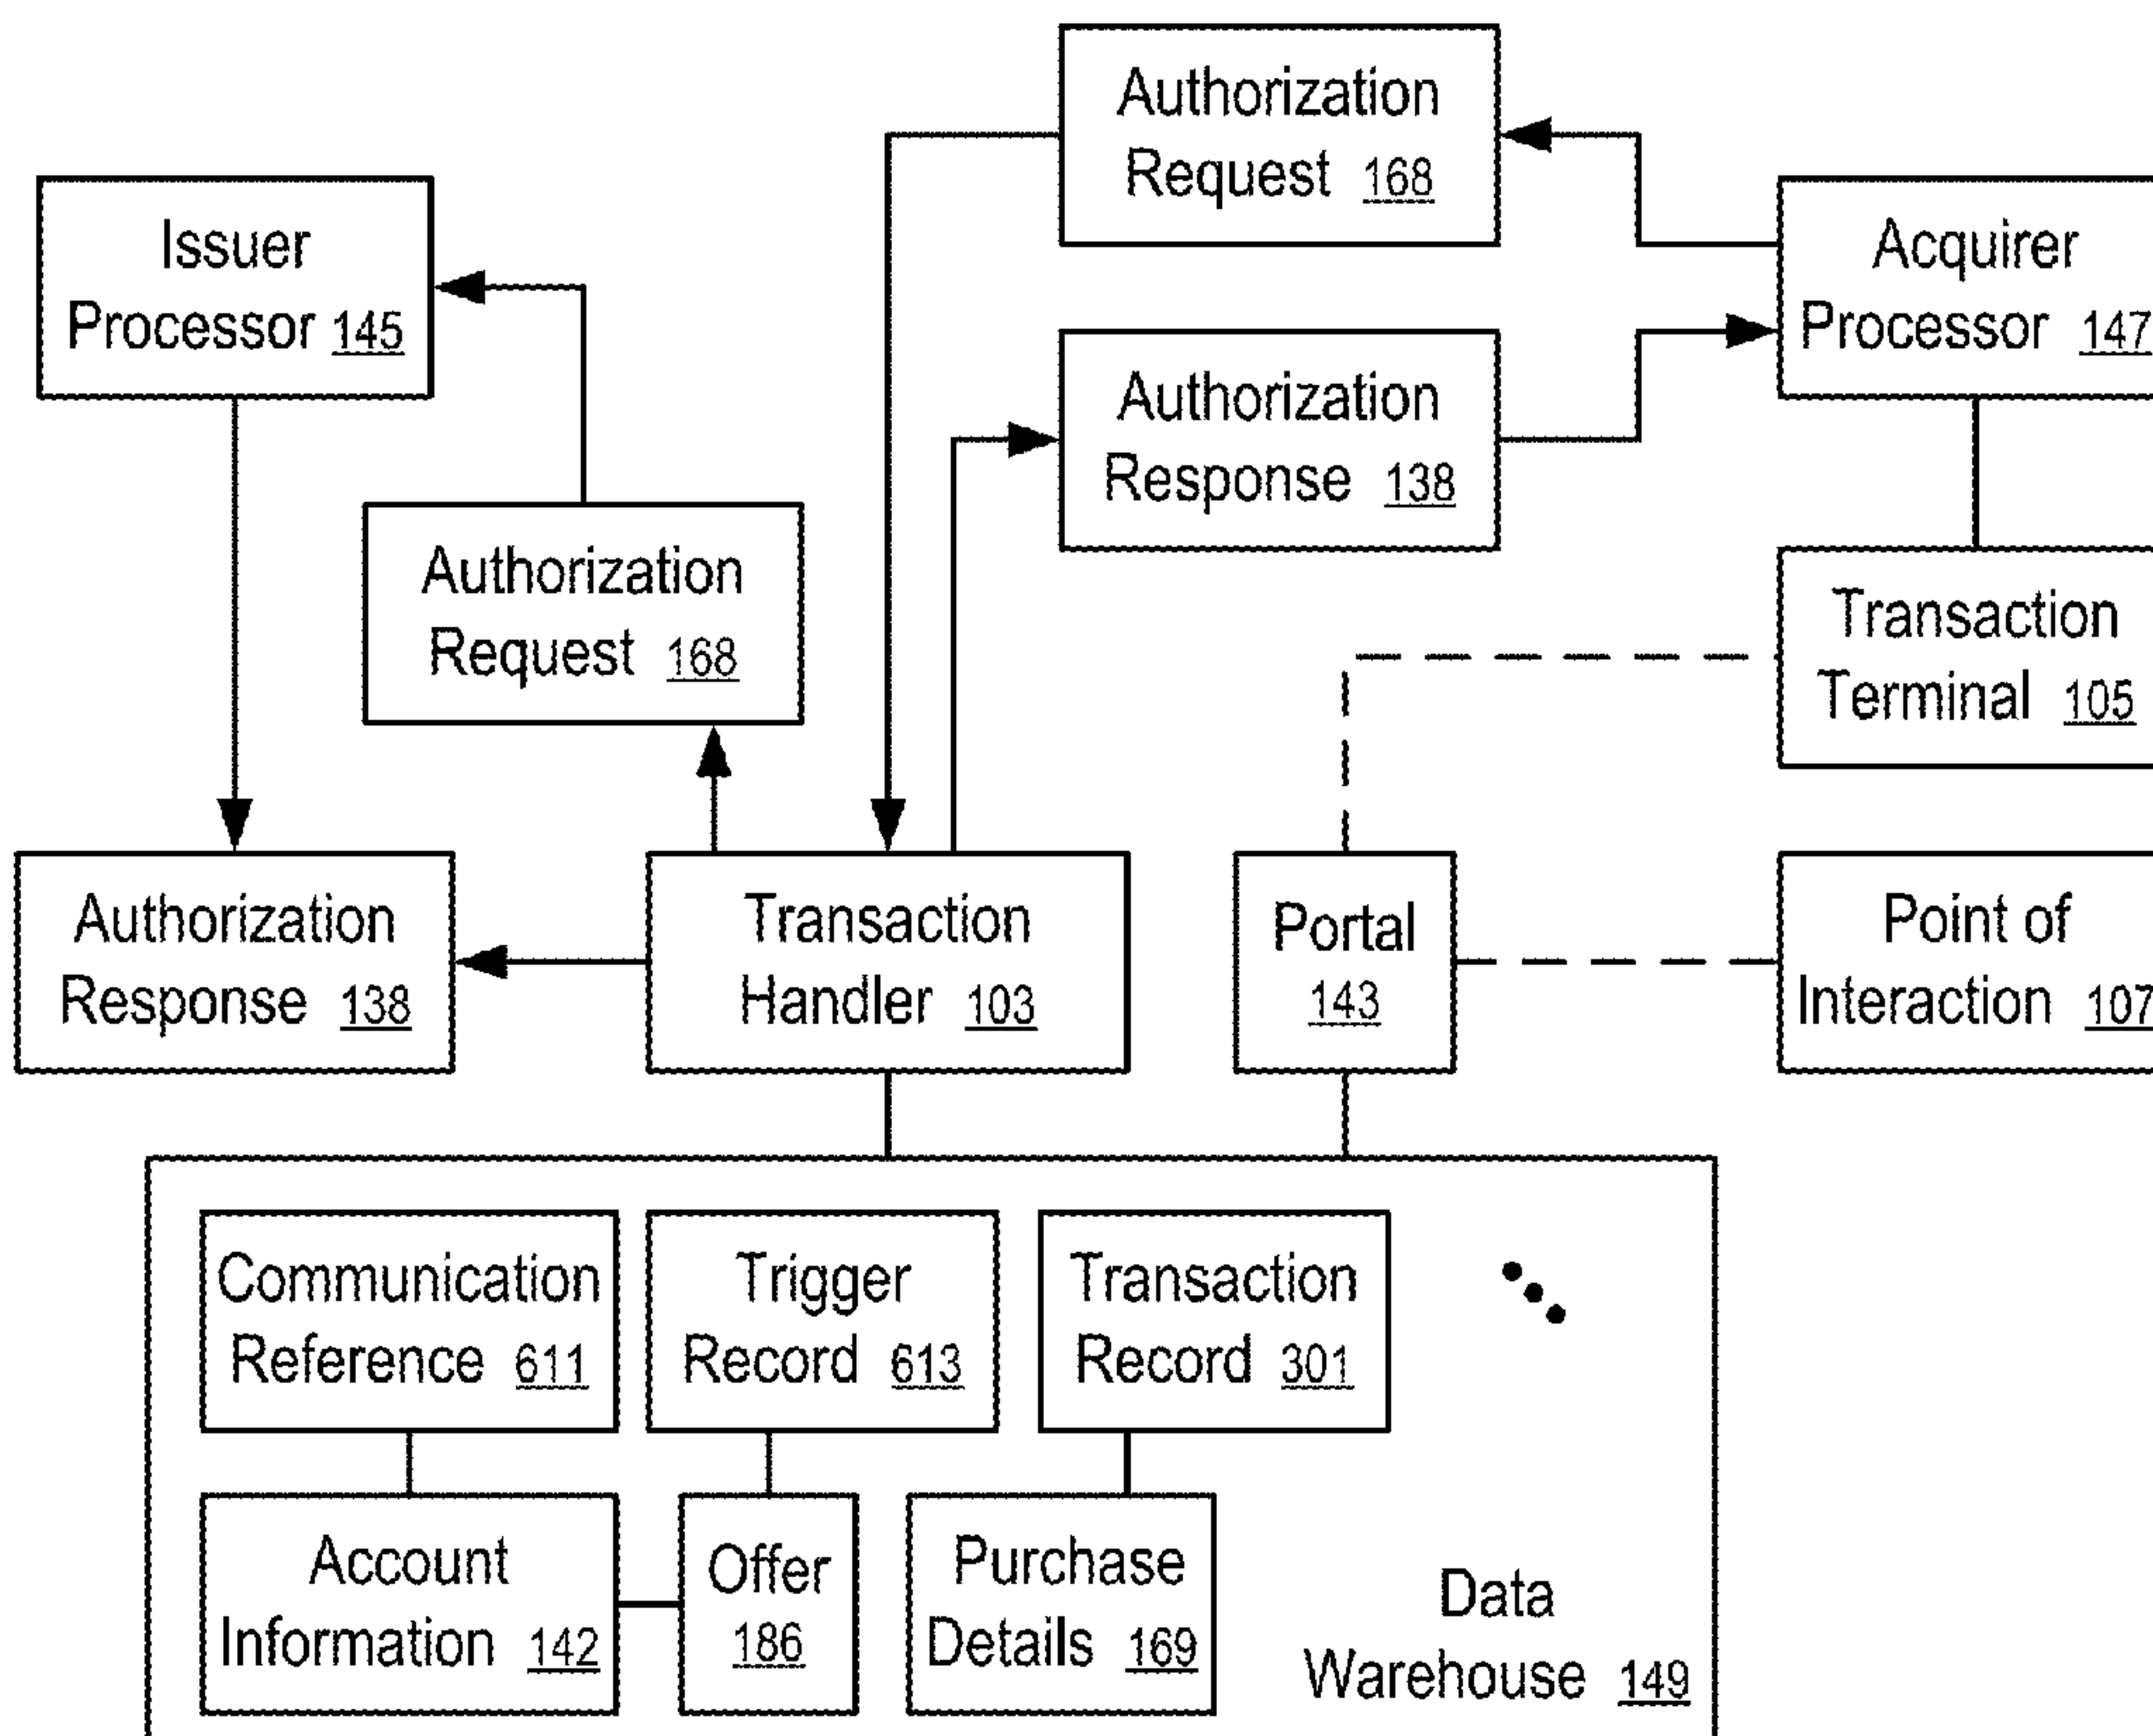 Authorization
Request 168
Issuer
Processor 145
Acquirer
Processor 147
Authorization
Response 138
Authorization
Request 168
Transaction
Terminal 105
Authorization
Response 138
Transaction
Handler 103
Portal
143
Point of
Interaction 107
Communication
Reference 611
Trigger
Record 613
Transaction
Record 301
Account
Information 142
Offer
186
Purchase
Details 169
Data
Warehouse 149